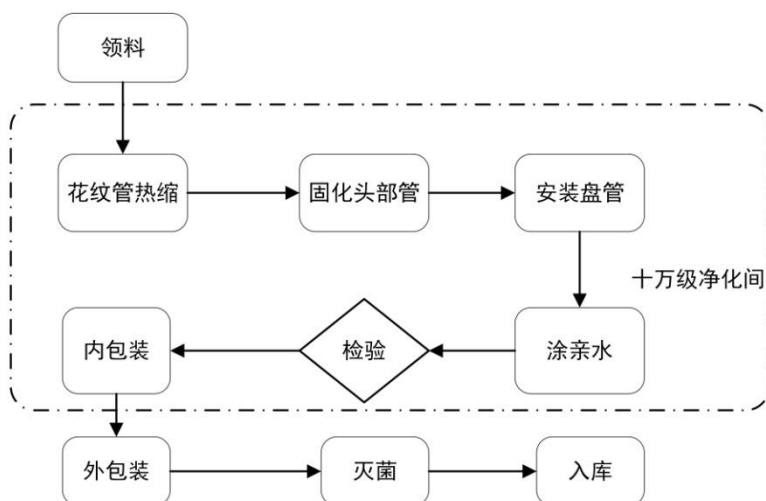 领料
花纹管热缩
固化头部管
安装盘管
十万级净化间
涂亲水
检验
内包装
外包装
灭菌
入库